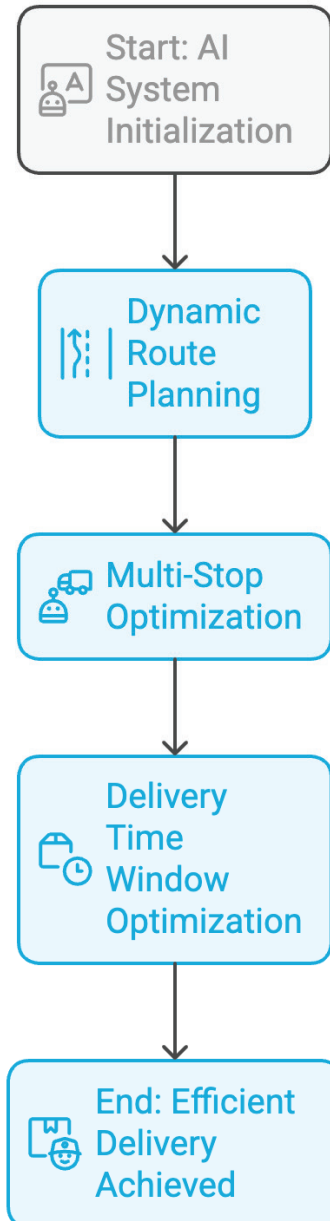 Start: AI
System
Initialization
Dynamic
Route
Planning
Multi-Stop
Optimization
Delivery
Time
Window
Optimization
End: Efficient
Delivery
Achieved